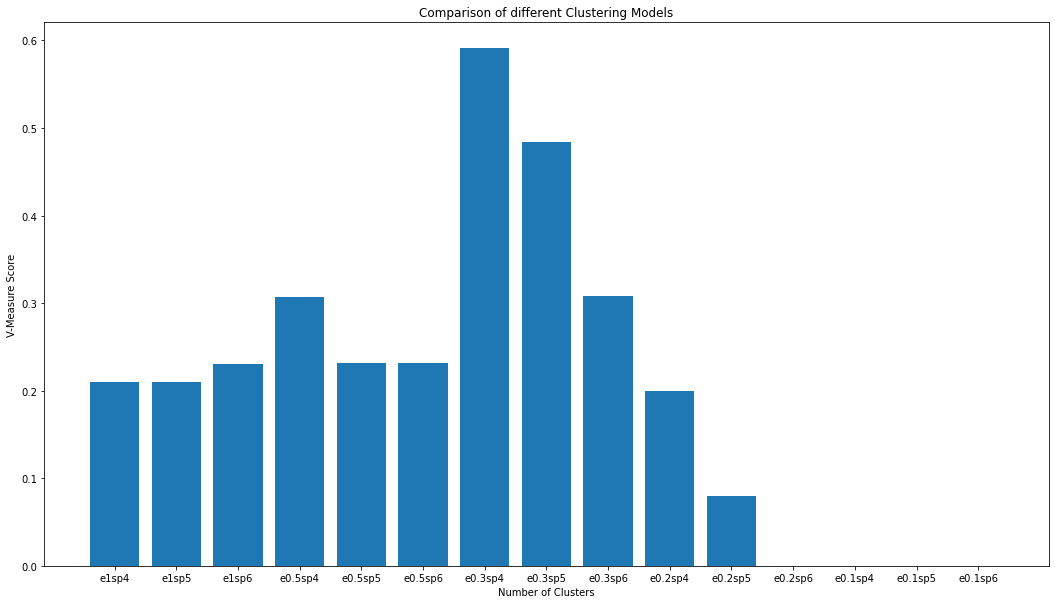 Comparison of different Clustering Models
V-Measure Score
0.6
0.5
0.4
0.3
0.2
0.1
0.0
e1sp4 e1sp5 e1sp6 e0.5sp4 e0.5sp5 e0.5sp6 e0.3sp4 e0.3sp5 e0.3sp6 e0.2sp4 e0.2sp5 e0.2sp6 e0.1sp4 e0.1sp5 e0.1sp6
Number of Clusters